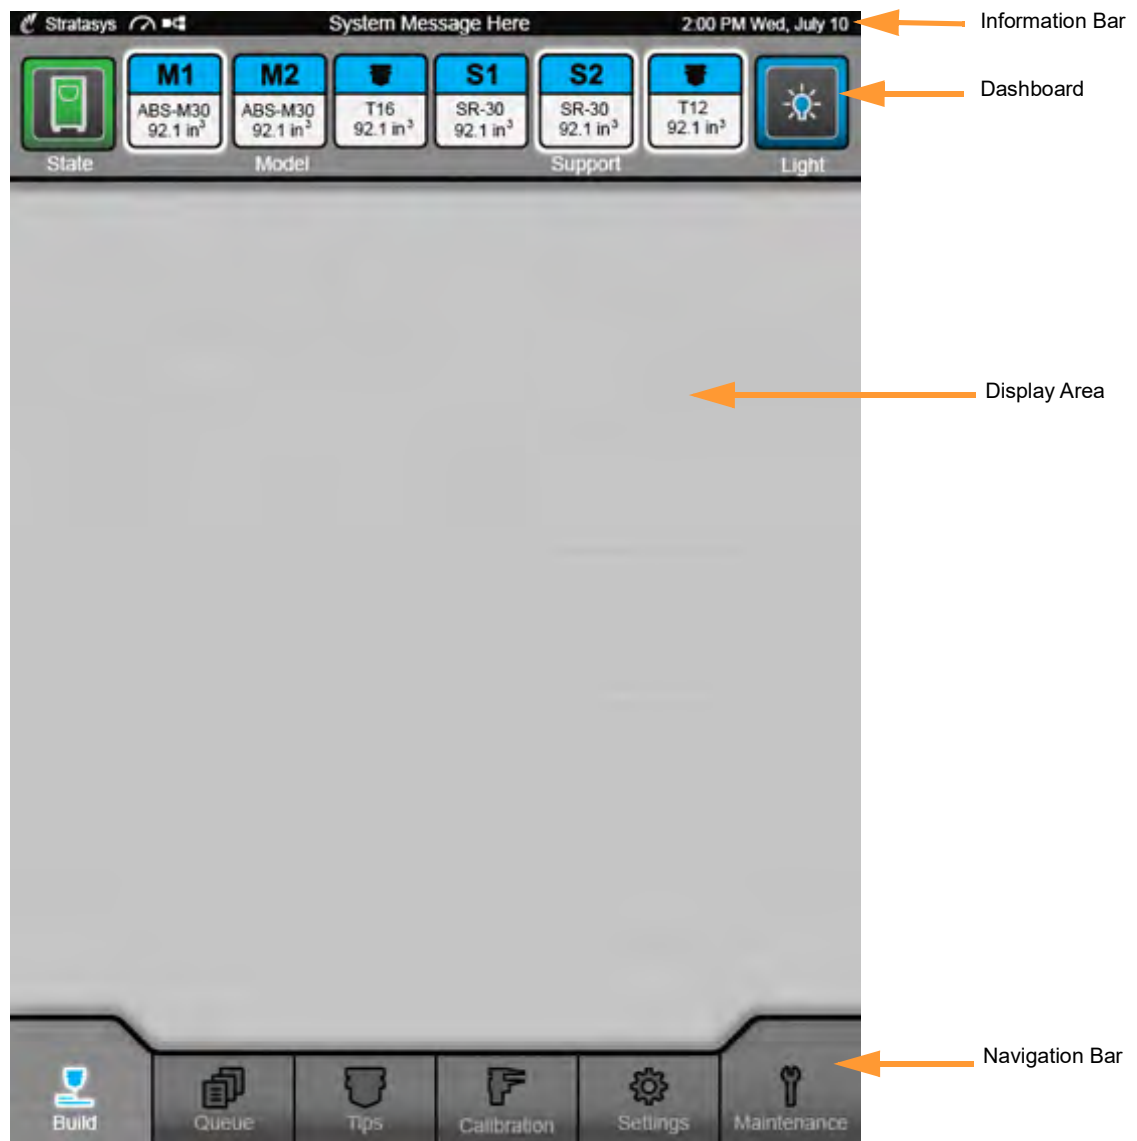 Stratasys System Message Here 2:00 PM Wed, July 10 Information Bar
Dashboard
M1 M2 S1 S2
ABS-M30 ABS-M30 T16 SR-30 SR-30 T12
92.1 in³ 92.1 in³ 92.1 in³ 92.1 in³ 92.1 in³ 92.1 in³
State Model Support Light
Display Area
Navigation Bar
Build Queue Tips Calibration Settings Maintenance